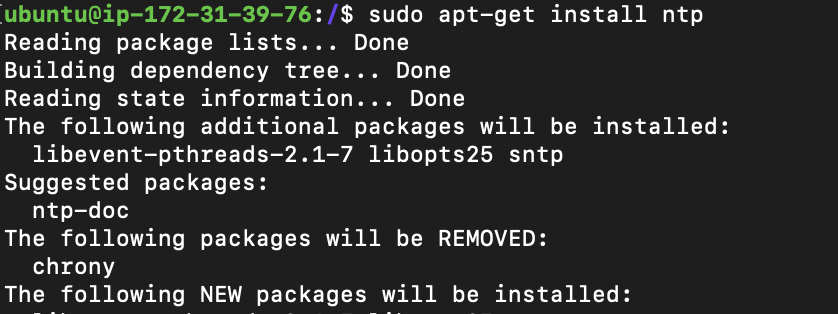 ubuntu@ip-172-31-39-76:/$ sudo apt-get install ntp
Reading package lists... Done
Building dependency tree... Done
Reading state information... Done
The following additional packages will be installed:
  libevent-pthreads-2.1-7 libopts25 sntp
Suggested packages:
  ntp-doc
The following packages will be REMOVED:
  chrony
The following NEW packages will be installed: